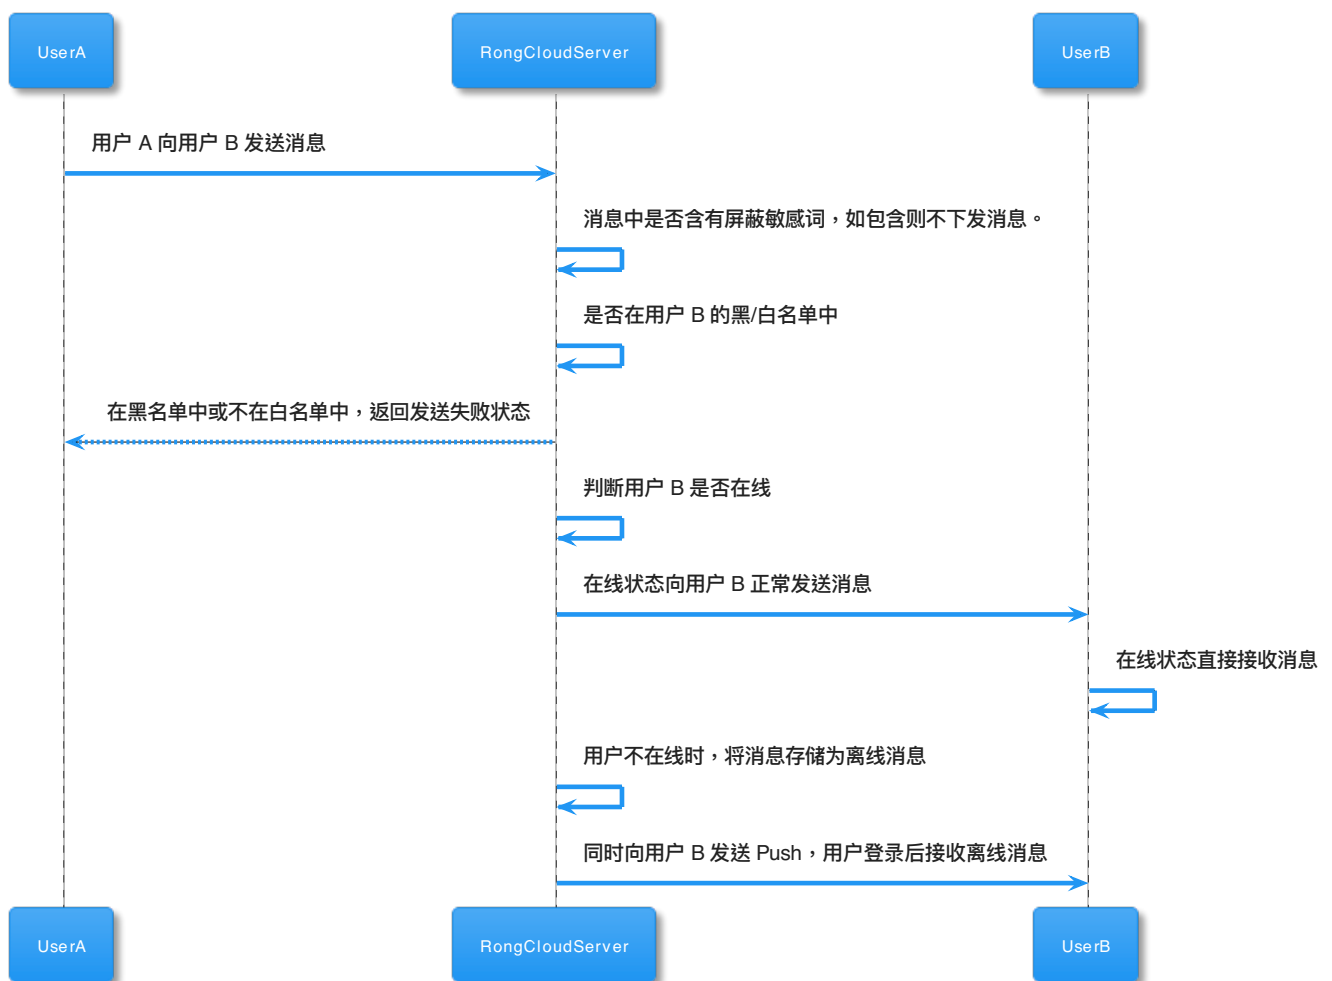 UserA
RongCloudServer
UserB
用户 A 向用户 B 发送消息
消息中是否含有屏蔽敏感词，如包含则不下发消息。
是否在用户 B 的黑/白名单中
在黑名单中或不在白名单中，返回发送失败状态
判断用户 B 是否在线
在线状态向用户 B 正常发送消息
在线状态直接接收消息
用户不在线时，将消息存储为离线消息
同时向用户 B 发送 Push，用户登录后接收离线消息
UserA
RongCloudServer
UserB